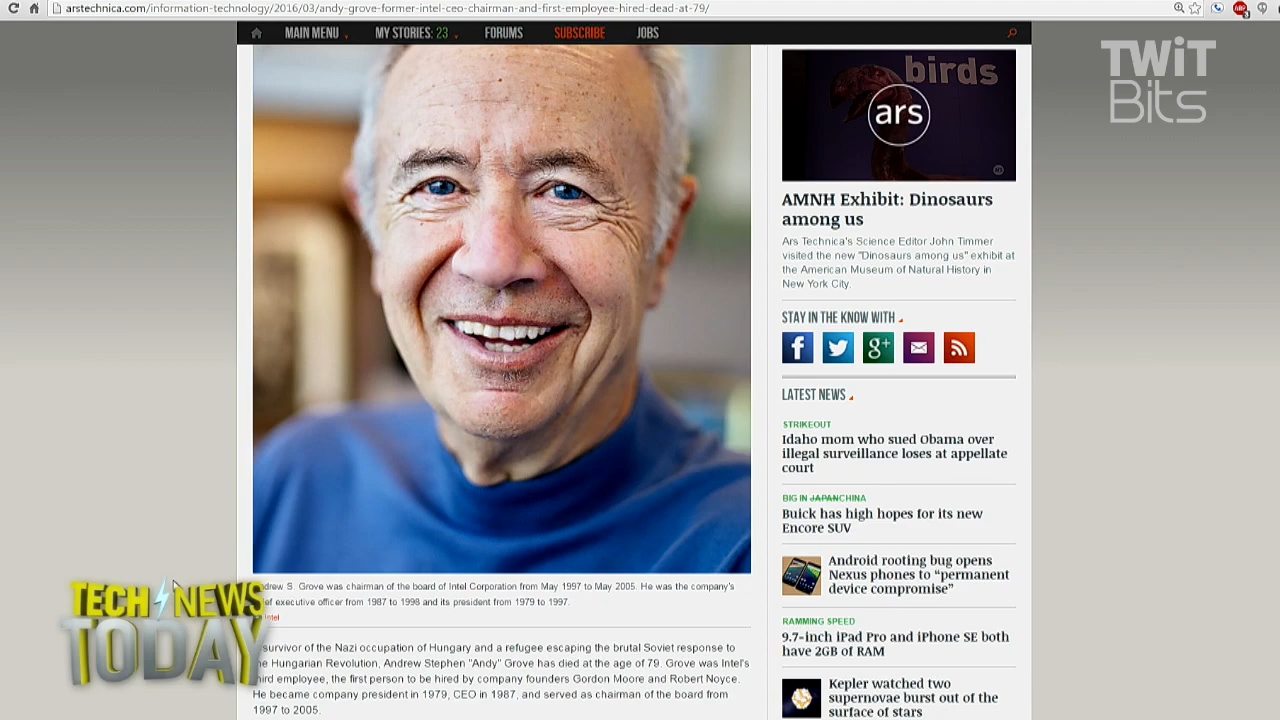 arstechnica.com/information-technology/2016/03/andy-grove-former-intel-ceo-chairman-and-first-employee-hired-dead-at-79/
MAIN MENU MY STORIES: 23 FORUMS SUBSCRIBE JOBS
TWiT
Bits
birds
ars
AMNH Exhibit: Dinosaurs
among us
Ars Technica's Science Editor John Timmer
visited the new "Dinosaurs among us" exhibit at
the American Museum of Natural History in
New York City.
STAY IN THE KNOW WITH
f
g+
LATEST NEWS
STRIKEOUT
Idaho mom who sued Obama over
illegal surveillance loses at appellate
court
BIG IN JAPANCHINA
Buick has high hopes for its new
Encore SUV
Android rooting bug opens
Nexus phones to “permanent
device compromise”
RAMMING SPEED
9.7-inch iPad Pro and iPhone SE both
have 2GB of RAM
Kepler watched two
supernovae burst out of the
surface of stars
S. Grove was chairman of the board of Intel Corporation from May 1997 to May 2005. He was the company's
executive officer from 1987 to 1998 and its president from 1979 to 1997.
Intel
survivor of the Nazi occupation of Hungary and a refugee escaping the brutal Soviet response to
Hungarian Revolution, Andrew Stephen "Andy" Grove has died at the age of 79. Grove was Intel's
employee, the first person to be hired by company founders Gordon Moore and Robert Noyce.
He became company president in 1979, CEO in 1987, and served as chairman of the board from
1997 to 2005.
TECH NEWS
TODAY